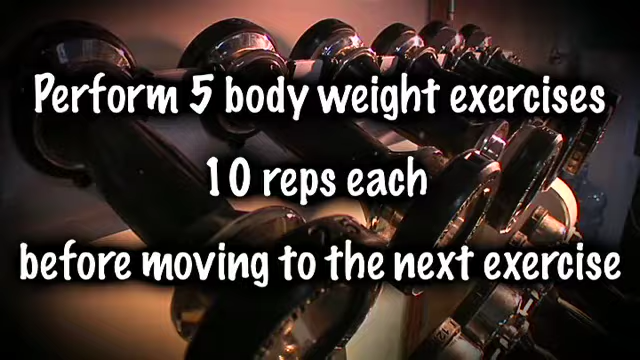 Perform 5 body weight exercises
10 reps each
before moving to the next exercise